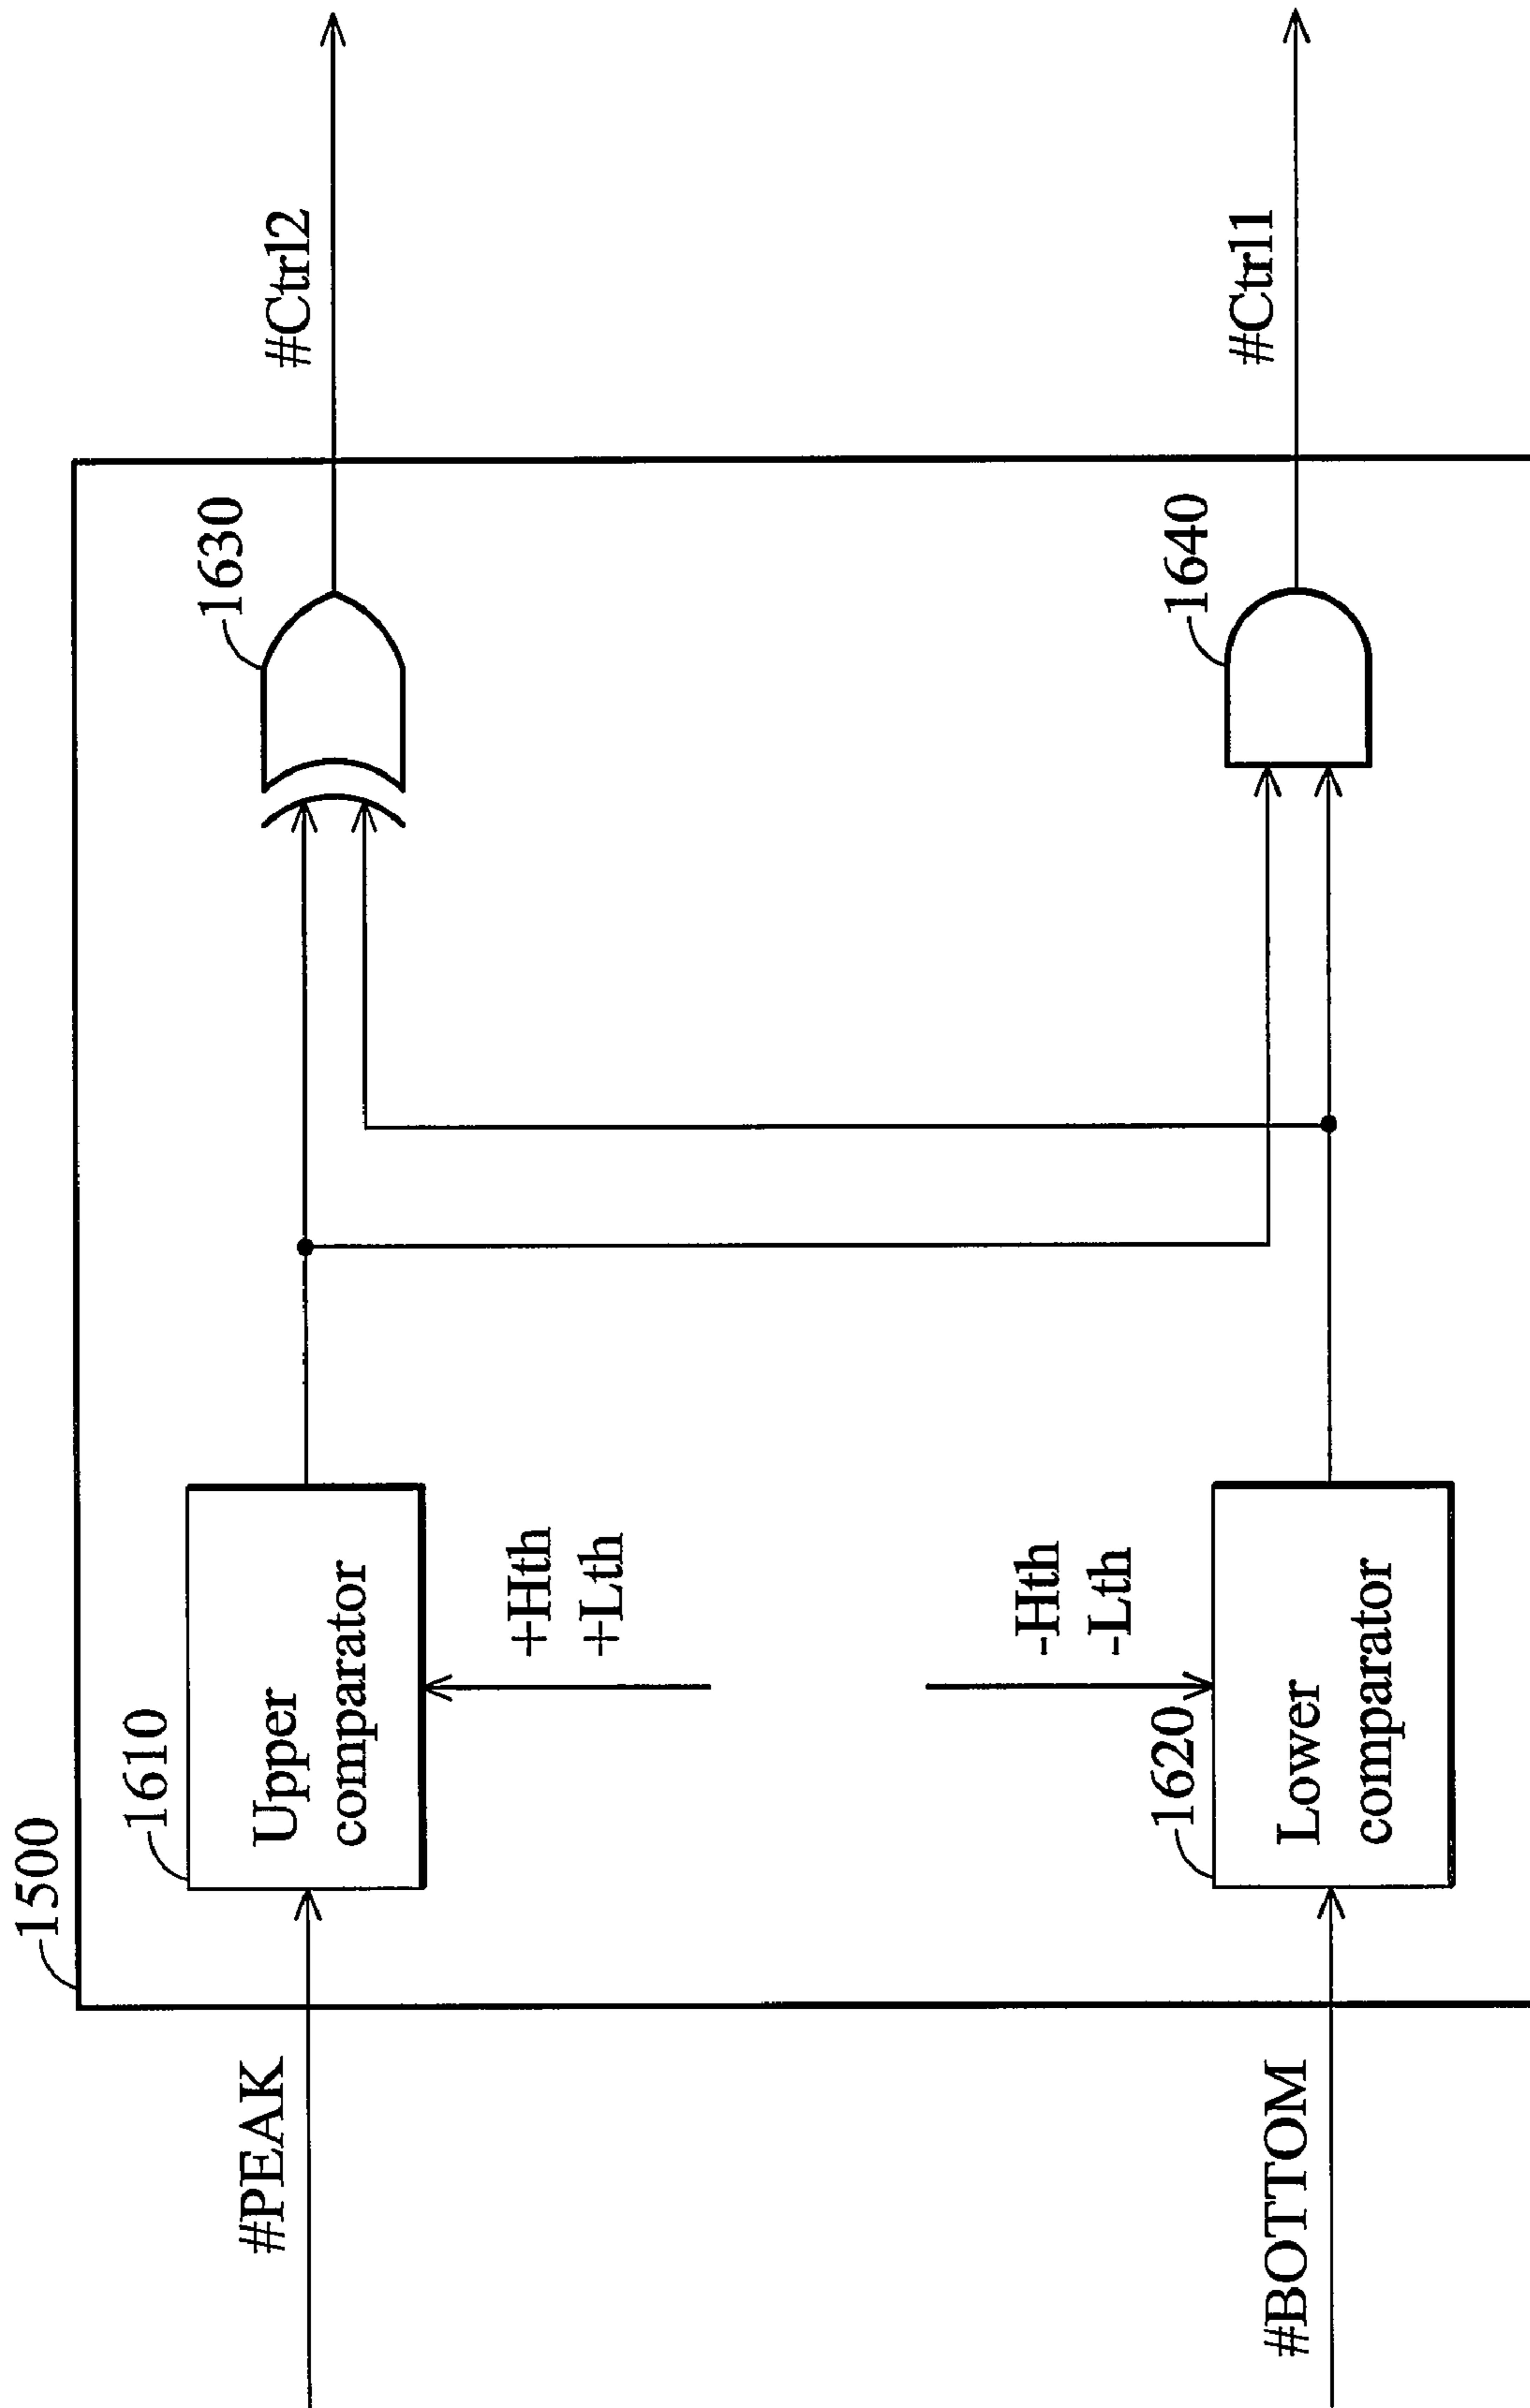 1500
1610
Upper
comparator
#PEAK
+Hth
+Lth
1630
#Ctrl2
-Hth
-Lth
1620
Lower
comparator
#BOTTOM
1640
#Ctrl1